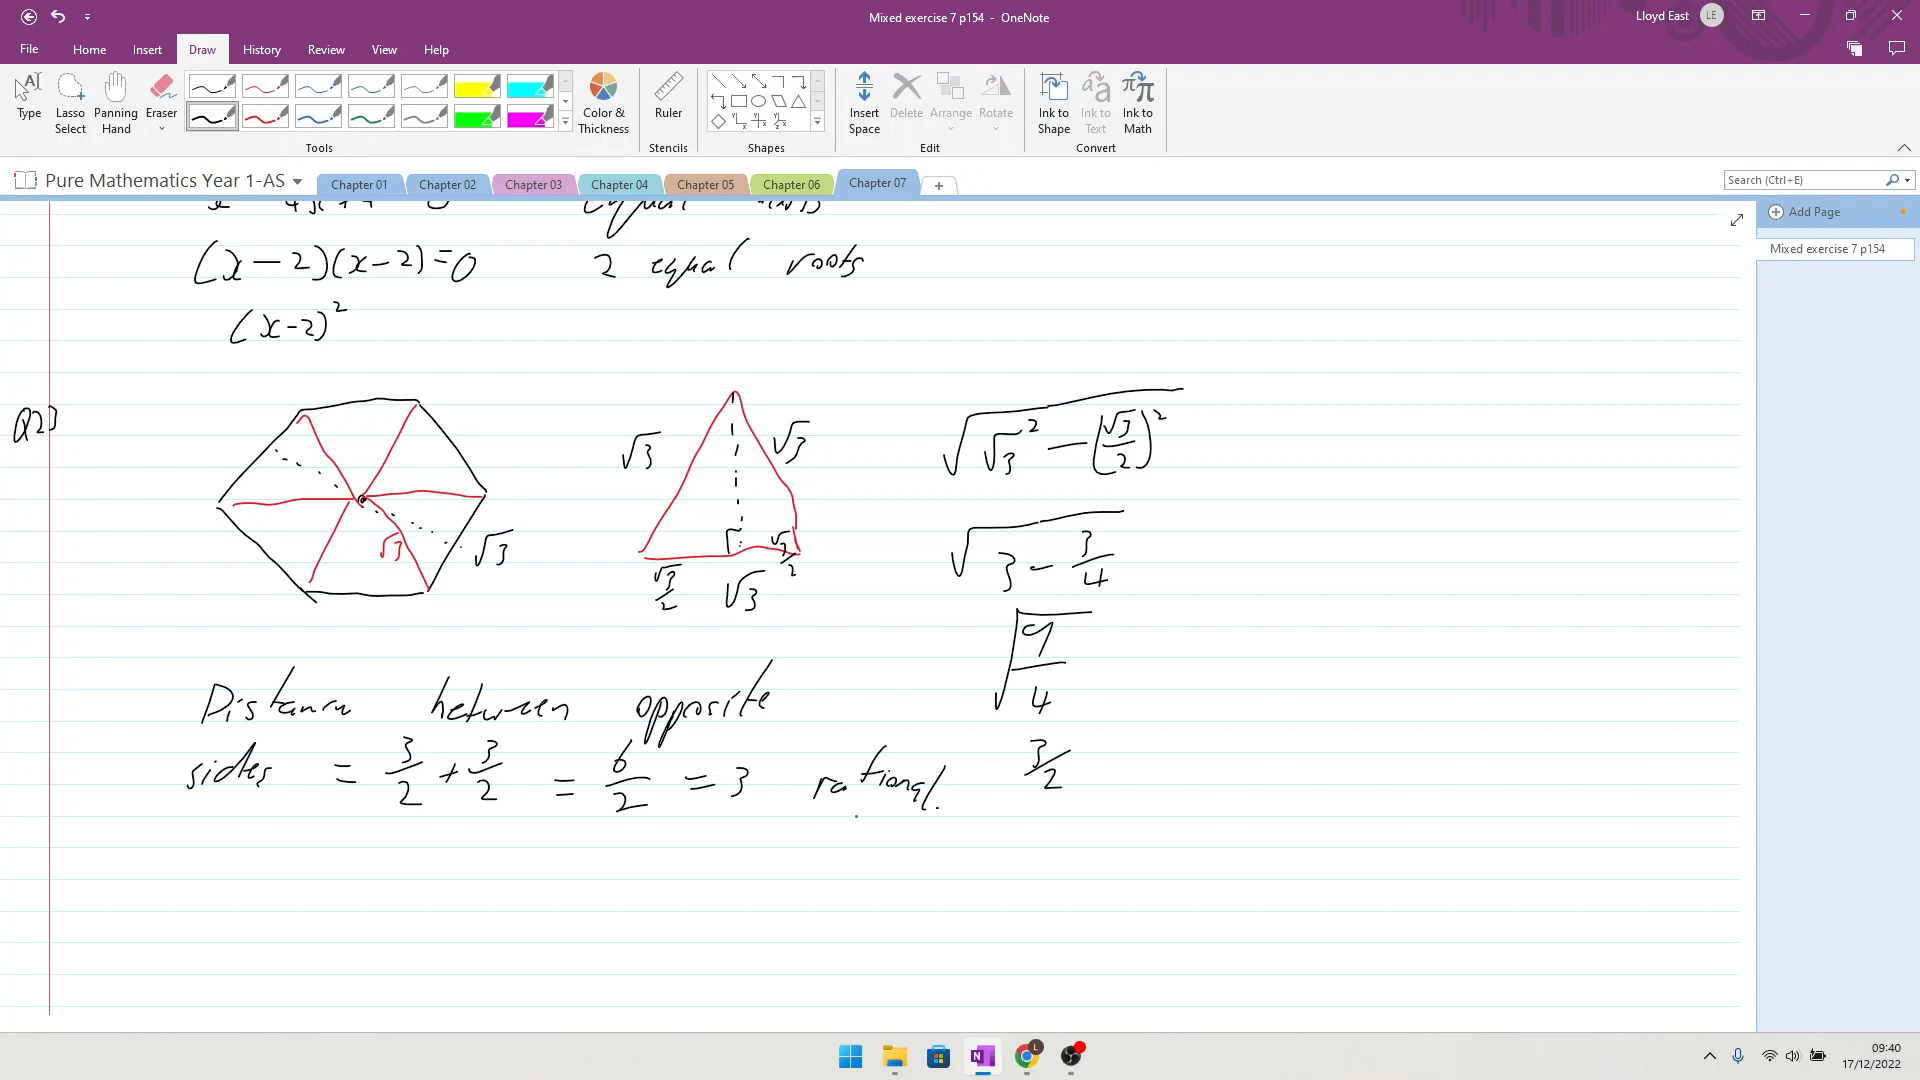 Mixed exercise 7 p154 - OneNote
Lloyd East
LE
File Home Insert Draw History Review View Help
Type
Lasso Select
Panning Hand
Eraser
Color & Thickness
Ruler
Insert Space
Delete
Arrange
Rotate
Ink to Shape
Ink to Text
Ink to Math
Tools
Stencils
Shapes
Edit
Convert
Pure Mathematics Year 1-AS
Chapter 01
Chapter 02
Chapter 03
Chapter 04
Chapter 05
Chapter 06
Chapter 07
Search (Ctrl+E)
Add Page
Mixed exercise 7 p154
(x-2)(x-2)=0 2 equal roots
(x-2)²
Q23
√3
√3
√3
√3
√3/2
√3
√3/2
√(√3² - (√3/2)²)
√(3 - 3/4)
√(9/4)
3/2
Distance between opposite
sides = 3/2 + 3/2 = 6/2 = 3 rational.
09:40
17/12/2022